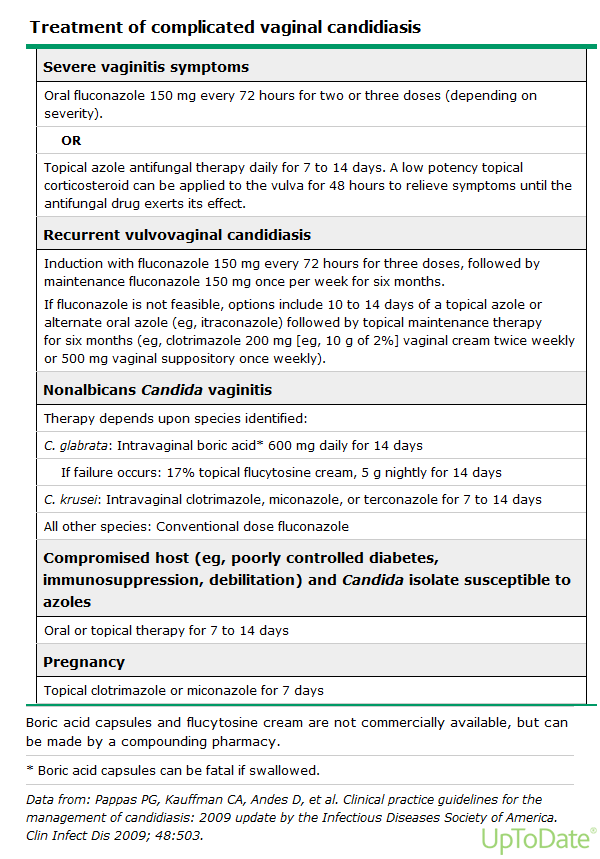 Treatment of complicated vaginal candidiasis
Severe vaginitis symptoms
Oral fluconazole 150 mg every 72 hours for two or three doses (depending on
severity).
OR
Topical azole antifungal therapy daily for 7 to 14 days. A low potency topical
corticosteroid can be applied to the vulva for 48 hours to relieve symptoms until the
antifungal drug exerts its effect.
Recurrent vulvovaginal candidiasis
Induction with fluconazole 150 mg every 72 hours for three doses, followed by
maintenance fluconazole 150 mg once per week for six months.
If fluconazole is not feasible, options include 10 to 14 days of a topical azole or
alternate oral azole (eg, itraconazole) followed by topical maintenance therapy
for six months (eg, clotrimazole 200 mg [eg, 10 g of 2%] vaginal cream twice weekly
or 500 mg vaginal suppository once weekly).
Nonalbicans Candida vaginitis
Therapy depends upon species identified:
C. glabrata: Intravaginal boric acid* 600 mg daily for 14 days
If failure occurs: 17% topical flucytosine cream, 5 g nightly for 14 days
C. krusei: Intravaginal clotrimazole, miconazole, or terconazole for 7 to 14 days
All other species: Conventional dose fluconazole
Compromised host (eg, poorly controlled diabetes,
immunosuppression, debilitation) and Candida isolate susceptible to
azoles
Oral or topical therapy for 7 to 14 days
Pregnancy
Topical clotrimazole or miconazole for 7 days
Boric acid capsules and flucytosine cream are not commercially available, but can
be made by a compounding pharmacy.
* Boric acid capsules can be fatal if swallowed.
Data from: Pappas PG, Kauffman CA, Andes D, et al. Clinical practice guidelines for the
management of candidiasis: 2009 update by the Infectious Diseases Society of America.
Clin Infect Dis 2009; 48:503.
UpToDate®